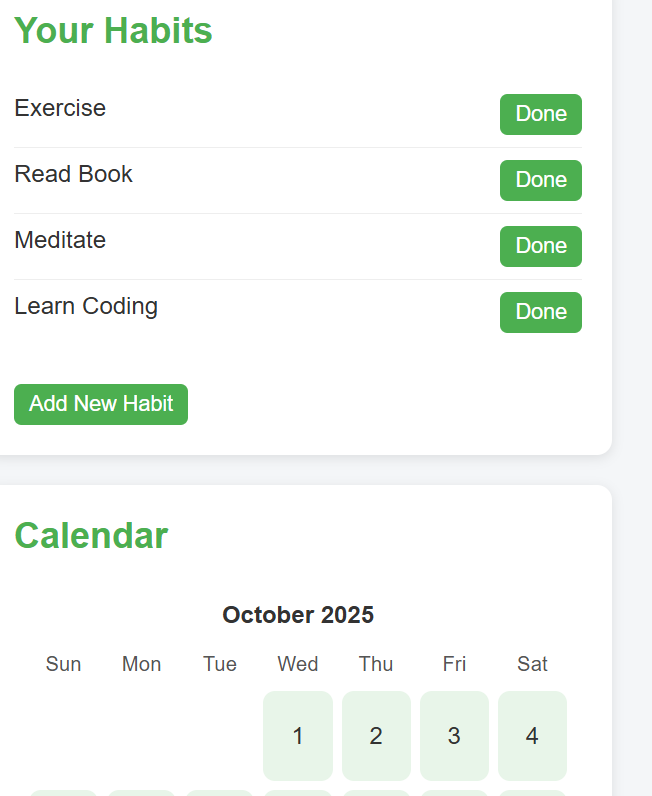 Your Habits
Exercise Done
Read Book Done
Meditate Done
Learn Coding Done
Add New Habit
Calendar
October 2025
Sun Mon Tue Wed Thu Fri Sat
1 2 3 4